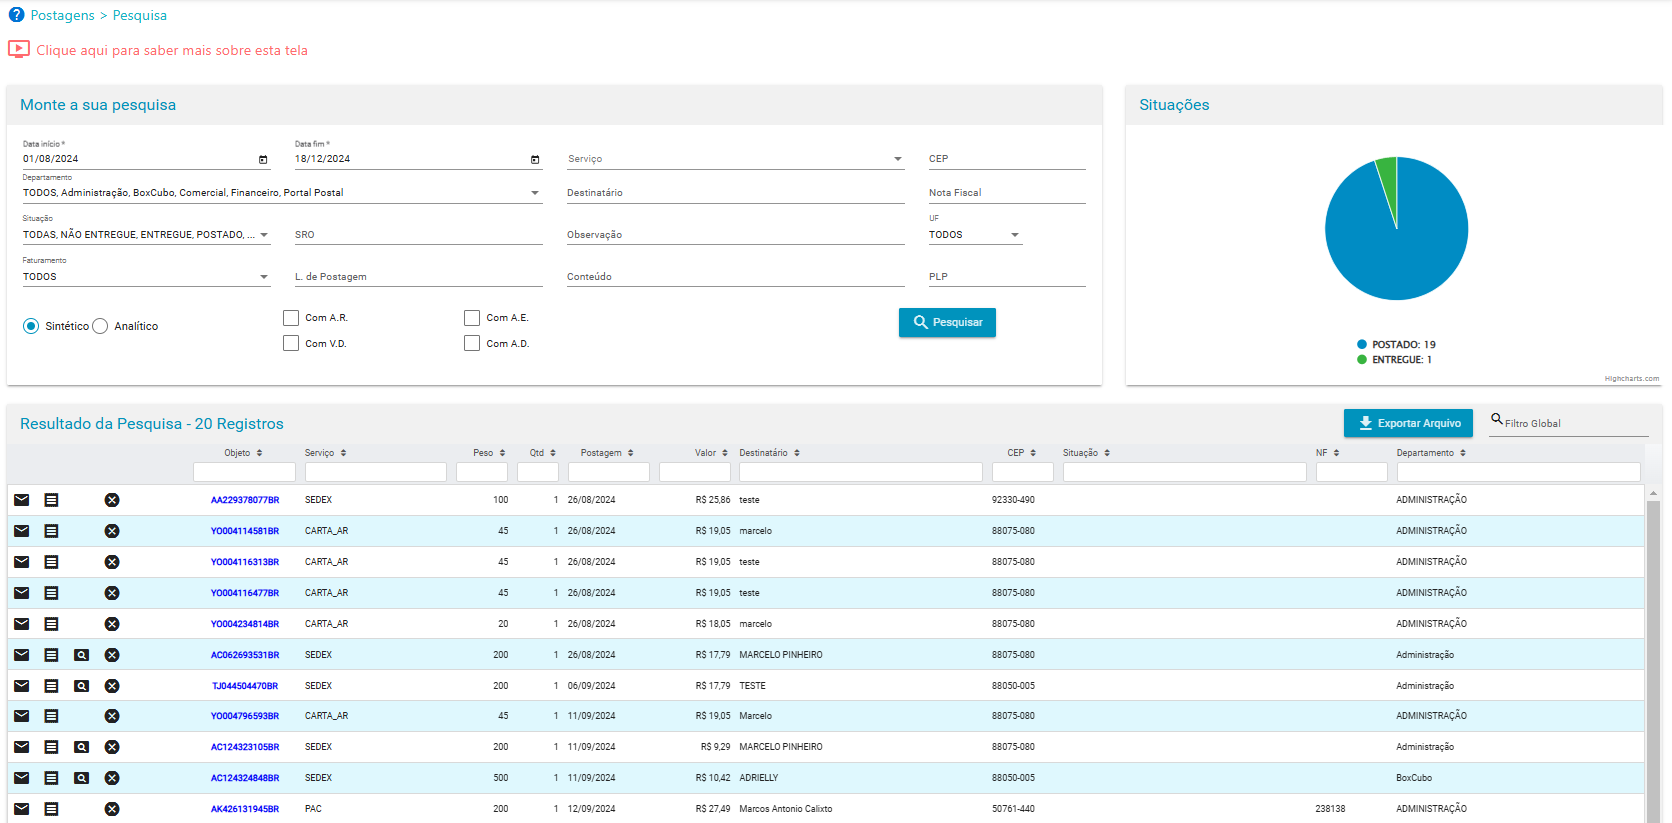 Postagens > Pesquisa
Clique aqui para saber mais sobre esta tela
Monte a sua pesquisa
Data início *
01/08/2024
Data fim *
18/12/2024
Serviço
CEP
Departamento
TODOS, Administração, BoxCubo, Comercial, Financeiro, Portal Postal
Destinatário
Nota Fiscal
Situação
TODAS, NÃO ENTREGUE, ENTREGUE, POSTADO, ...
SRO
Observação
UF
TODOS
Faturamento
TODOS
L. de Postagem
Conteúdo
PLP
Sintético Analítico
Com A.R.
Com A.E.
Com V.D.
Com A.D.
Pesquisar
Situações
POSTADO: 19
ENTREGUE: 1
Highcharts.com
Resultado da Pesquisa - 20 Registros
Exportar Arquivo
Filtro Global
Objeto Serviço Peso Qtd Postagem Valor Destinatário CEP Situação NF Departamento
AA229378077BR SEDEX 100 1 26/08/2024 R$ 25,86 teste 92330-490 ADMINISTRAÇÃO
YO004114581BR CARTA_AR 45 1 26/08/2024 R$ 19,05 marcelo 88075-080 ADMINISTRAÇÃO
YO004116313BR CARTA_AR 45 1 26/08/2024 R$ 19,05 teste 88075-080 ADMINISTRAÇÃO
YO004116477BR CARTA_AR 45 1 26/08/2024 R$ 19,05 teste 88075-080 ADMINISTRAÇÃO
YO004234814BR CARTA_AR 20 1 26/08/2024 R$ 18,05 marcelo 88075-080 ADMINISTRAÇÃO
AC062693531BR SEDEX 200 1 26/08/2024 R$ 17,79 MARCELO PINHEIRO 88075-080 Administração
TJ044504470BR SEDEX 200 1 06/09/2024 R$ 17,79 TESTE 88050-005 Administração
YO004796593BR CARTA_AR 45 1 11/09/2024 R$ 19,05 Marcelo 88075-080 ADMINISTRAÇÃO
AC124323105BR SEDEX 200 1 11/09/2024 R$ 9,29 MARCELO PINHEIRO 88075-080 Administração
AC124324848BR SEDEX 500 1 11/09/2024 R$ 10,42 ADRIELLY 88050-005 BoxCubo
AK426131945BR PAC 200 1 12/09/2024 R$ 27,49 Marcos Antonio Calixto 50761-440 238138 ADMINISTRAÇÃO